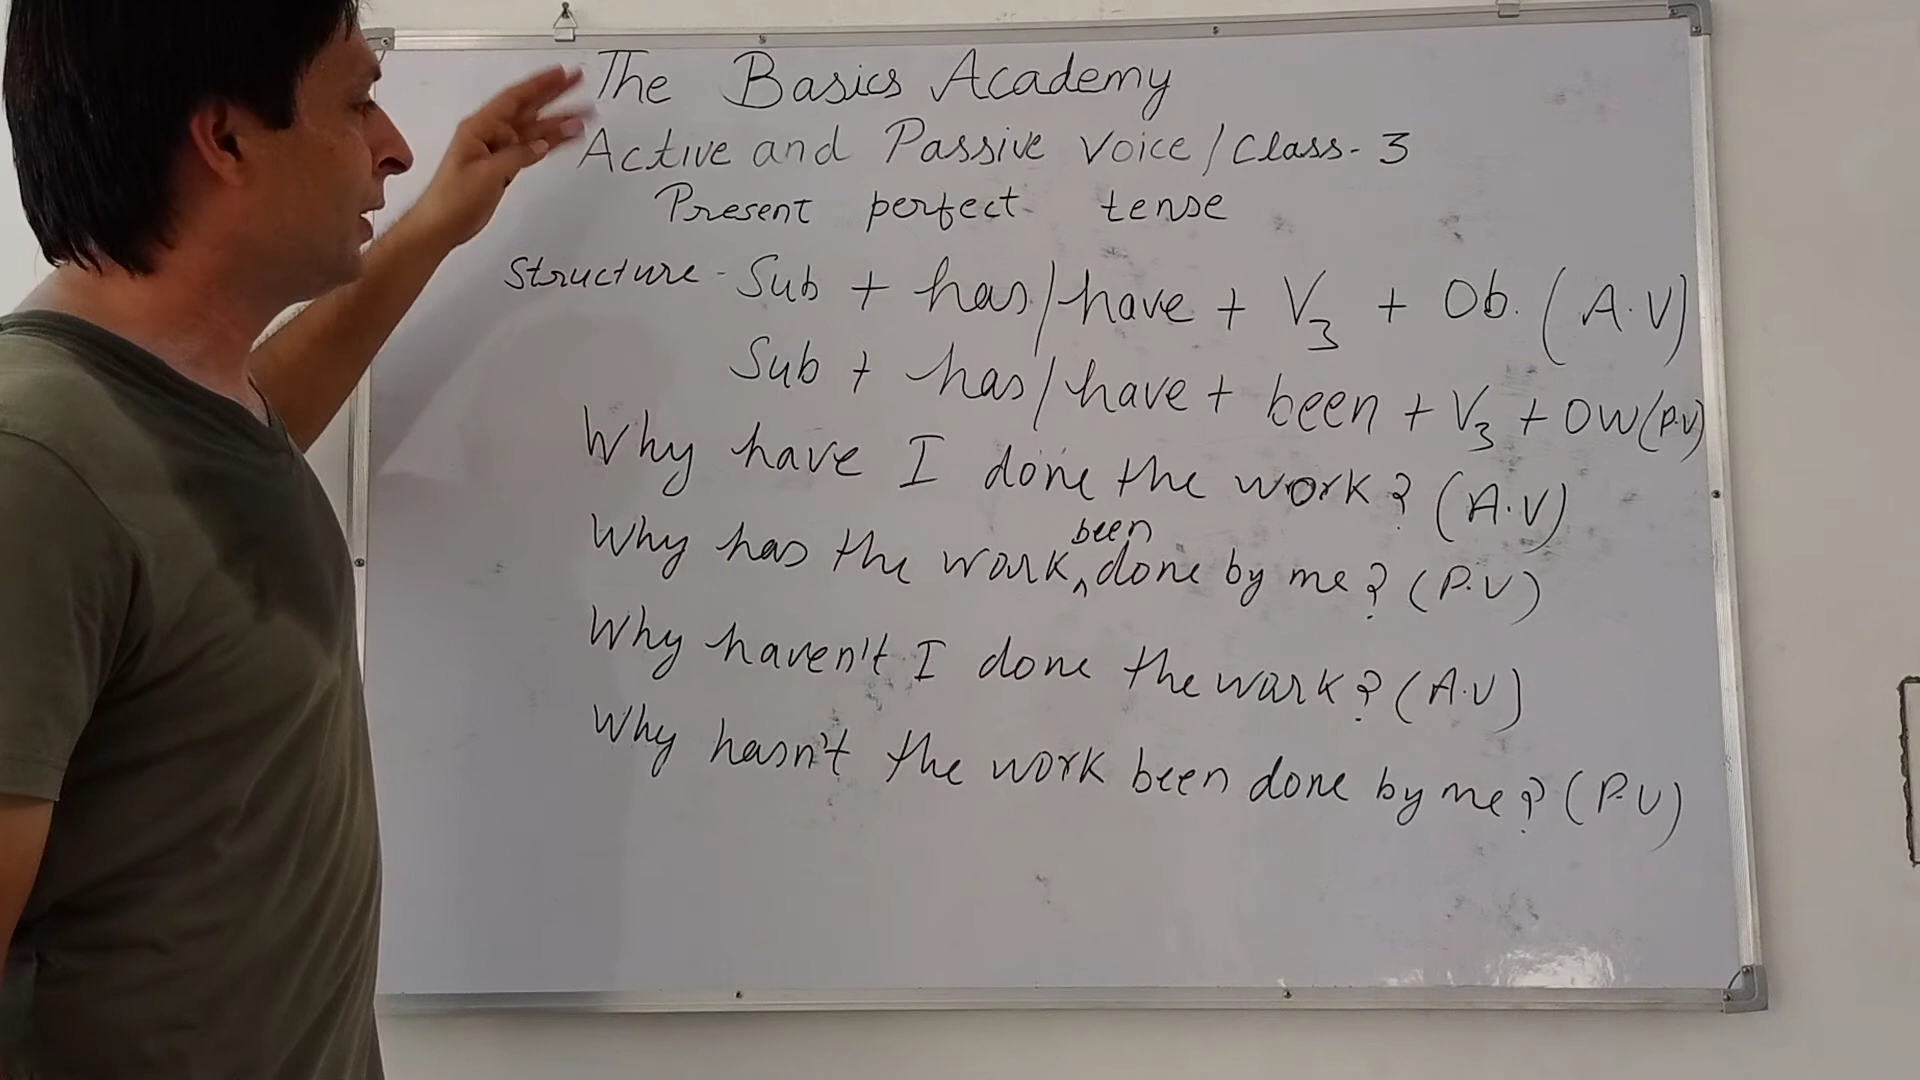 The Basics Academy
Active and Passive Voice / Class - 3
Present perfect tense
Structure - Sub + has/have + V3 + Ob. (A.V)
Sub + has/have + been + V3 + OW (P.V)
Why have I done the work? (A.V)
Why has the work ^been done by me? (P.V)
Why haven't I done the work? (A.V)
Why hasn't the work been done by me? (P.V)